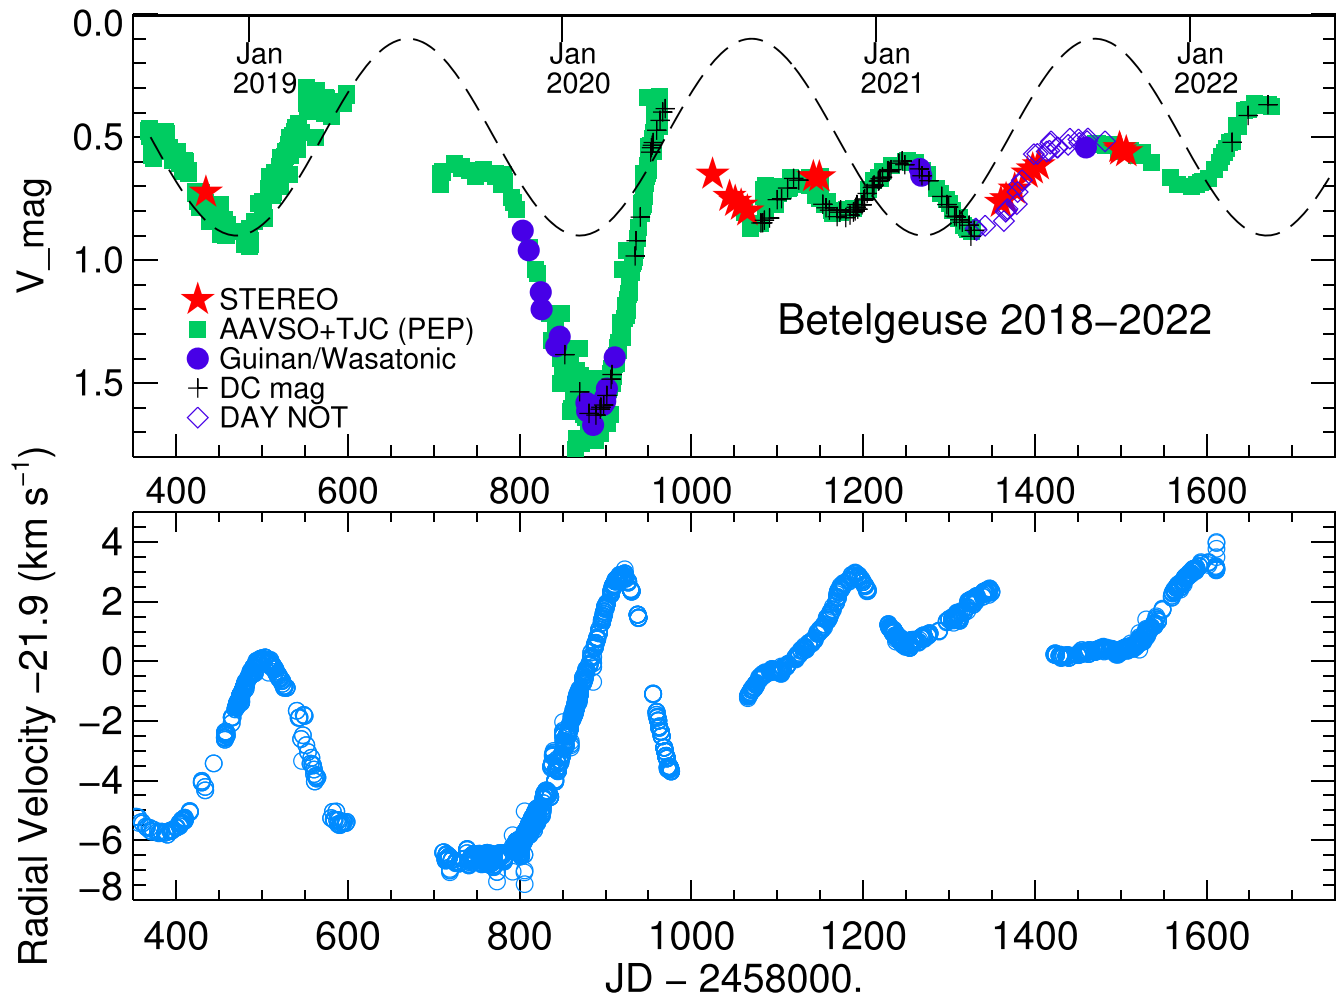 0.0
0.5
1.0
1.5
V_mag
Jan
2019
Jan
2020
Jan
2021
Jan
2022
STEREO
AAVSO+TJC (PEP)
Guinan/Wasatonic
DC mag
DAY NOT
Betelgeuse 2018−2022
400 600 800 1000 1200 1400 1600
4
2
0
−2
−4
−6
−8
Radial Velocity −21.9 (km s⁻¹)
400 600 800 1000 1200 1400 1600
JD − 2458000.